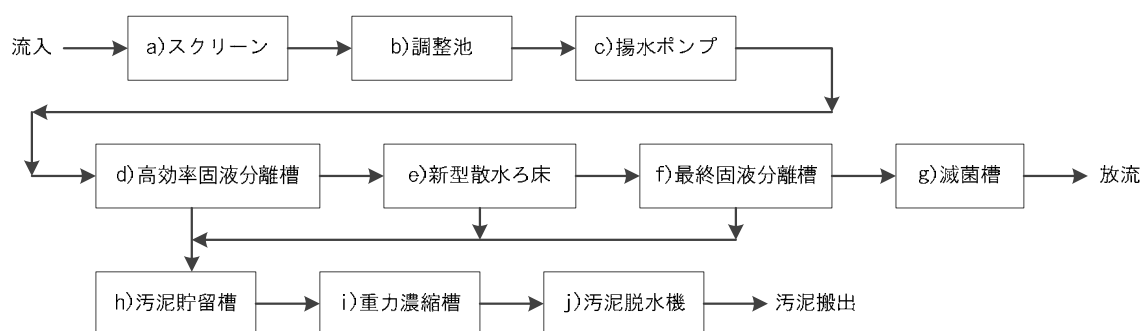 流入
a)スクリーン
b)調整池
c)揚水ポンプ
d)高効率固液分離槽
e)新型散水ろ床
f)最終固液分離槽
g)滅菌槽
放流
h)汚泥貯留槽
i)重力濃縮槽
j)汚泥脱水機
汚泥搬出